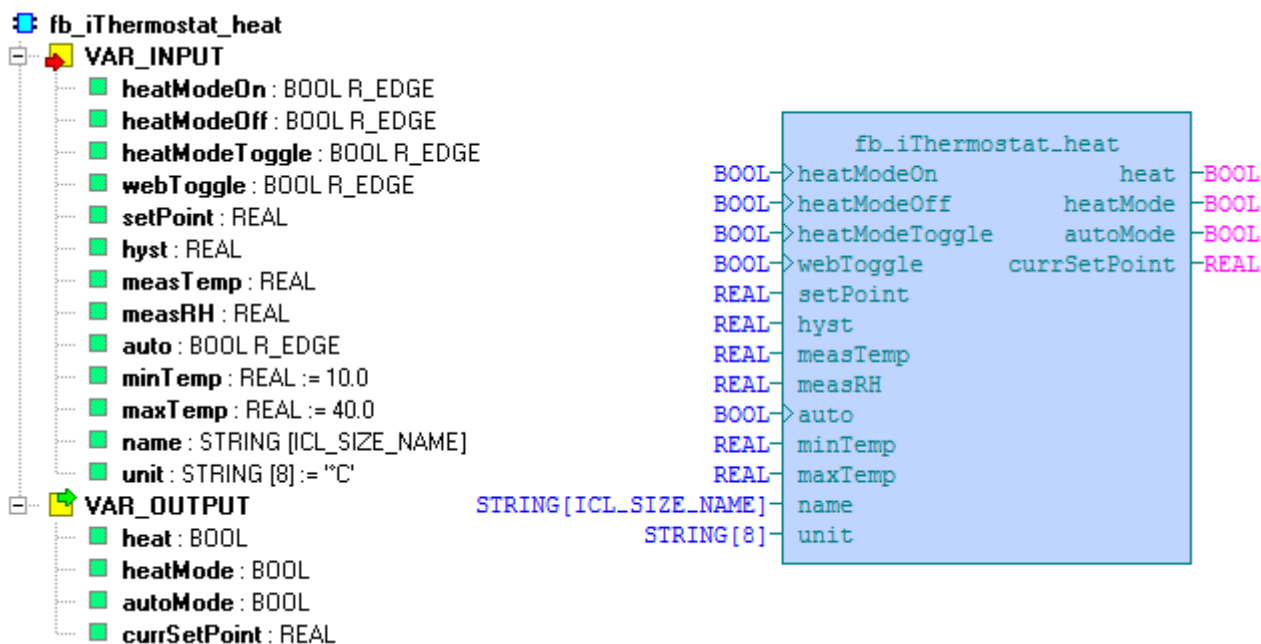 fb_iThermostat_heat
VAR_INPUT
heatModeOn : BOOL R_EDGE
heatModeOff : BOOL R_EDGE
heatModeToggle : BOOL R_EDGE
webToggle : BOOL R_EDGE
setPoint : REAL
hyst : REAL
measTemp : REAL
measRH : REAL
auto : BOOL R_EDGE
minTemp : REAL := 10.0
maxTemp : REAL := 40.0
name : STRING [ICL_SIZE_NAME]
unit : STRING [8] := '°C'
VAR_OUTPUT
heat : BOOL
heatMode : BOOL
autoMode : BOOL
currSetPoint : REAL
fb_iThermostat_heat
BOOL heatModeOn heat BOOL
BOOL heatModeOff heatMode BOOL
BOOL heatModeToggle autoMode BOOL
BOOL webToggle currSetPoint REAL
REAL setPoint
REAL hyst
REAL measTemp
REAL measRH
BOOL auto
REAL minTemp
REAL maxTemp
STRING[ICL_SIZE_NAME] name
STRING[8] unit